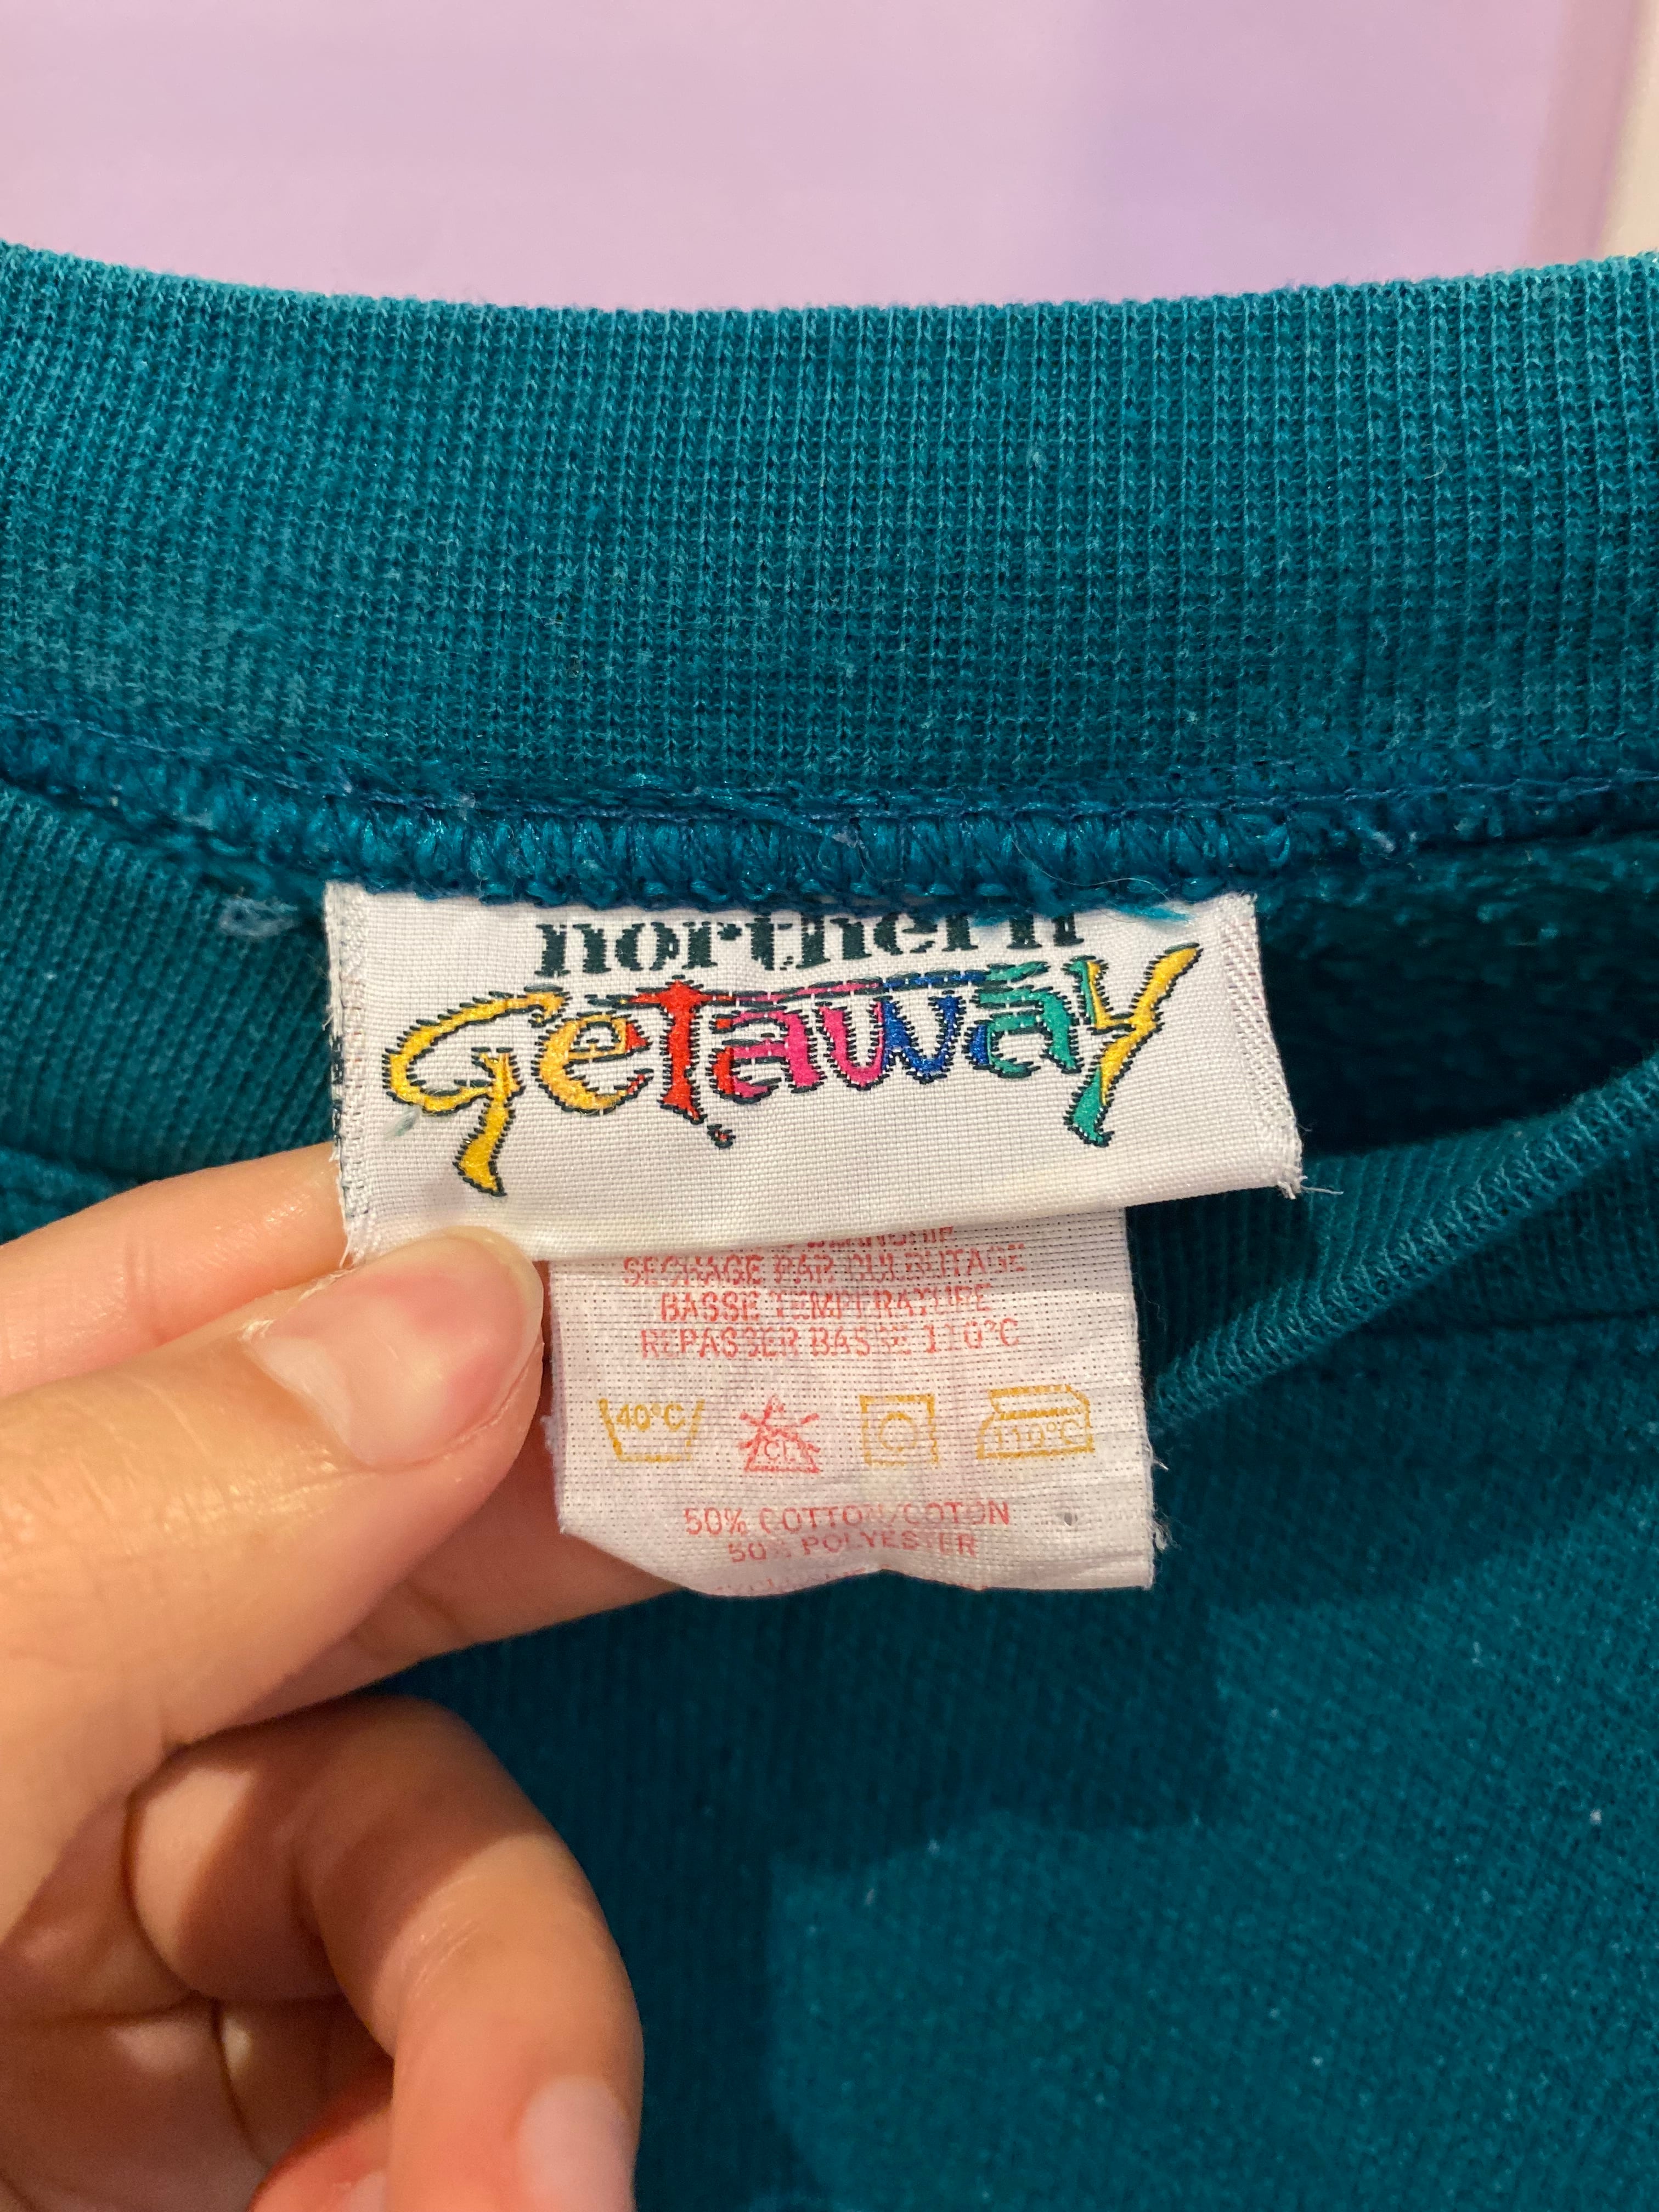 northern
getaway
SECHAGE PAR CULBUTAGE
BASSE TEMPERATURE
REPASSER BASSE 110°C
40°C CL 110°C
50% COTTON/COTON
50% POLYESTER